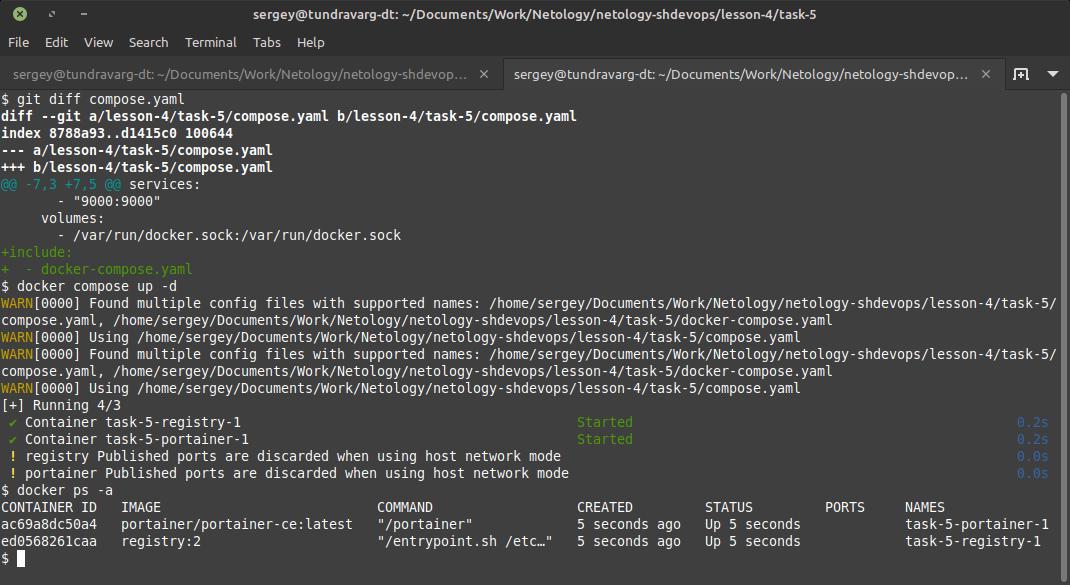 sergey@tundravarg-dt: ~/Documents/Work/Netology/netology-shdevops/lesson-4/task-5
File Edit View Search Terminal Tabs Help
sergey@tundravarg-dt: ~/Documents/Work/Netology/netology-shdevop... × sergey@tundravarg-dt: ~/Documents/Work/Netology/netology-shdevop... ×
$ git diff compose.yaml
diff --git a/lesson-4/task-5/compose.yaml b/lesson-4/task-5/compose.yaml
index 8788a93..d1415c0 100644
--- a/lesson-4/task-5/compose.yaml
+++ b/lesson-4/task-5/compose.yaml
@@ -7,3 +7,5 @@ services:
       - "9000:9000"
     volumes:
       - /var/run/docker.sock:/var/run/docker.sock
+include:
+  - docker-compose.yaml
$ docker compose up -d
WARN[0000] Found multiple config files with supported names: /home/sergey/Documents/Work/Netology/netology-shdevops/lesson-4/task-5/
compose.yaml, /home/sergey/Documents/Work/Netology/netology-shdevops/lesson-4/task-5/docker-compose.yaml
WARN[0000] Using /home/sergey/Documents/Work/Netology/netology-shdevops/lesson-4/task-5/compose.yaml
WARN[0000] Found multiple config files with supported names: /home/sergey/Documents/Work/Netology/netology-shdevops/lesson-4/task-5/
compose.yaml, /home/sergey/Documents/Work/Netology/netology-shdevops/lesson-4/task-5/docker-compose.yaml
WARN[0000] Using /home/sergey/Documents/Work/Netology/netology-shdevops/lesson-4/task-5/compose.yaml
[+] Running 4/3
 ✔ Container task-5-registry-1 Started 0.2s
 ✔ Container task-5-portainer-1 Started 0.2s
 ! registry Published ports are discarded when using host network mode 0.0s
 ! portainer Published ports are discarded when using host network mode 0.0s
$ docker ps -a
CONTAINER ID   IMAGE                           COMMAND                  CREATED         STATUS         PORTS     NAMES
ac69a8dc50a4   portainer/portainer-ce:latest   "/portainer"             5 seconds ago   Up 5 seconds             task-5-portainer-1
ed0568261caa   registry:2                      "/entrypoint.sh /etc…"   5 seconds ago   Up 5 seconds             task-5-registry-1
$